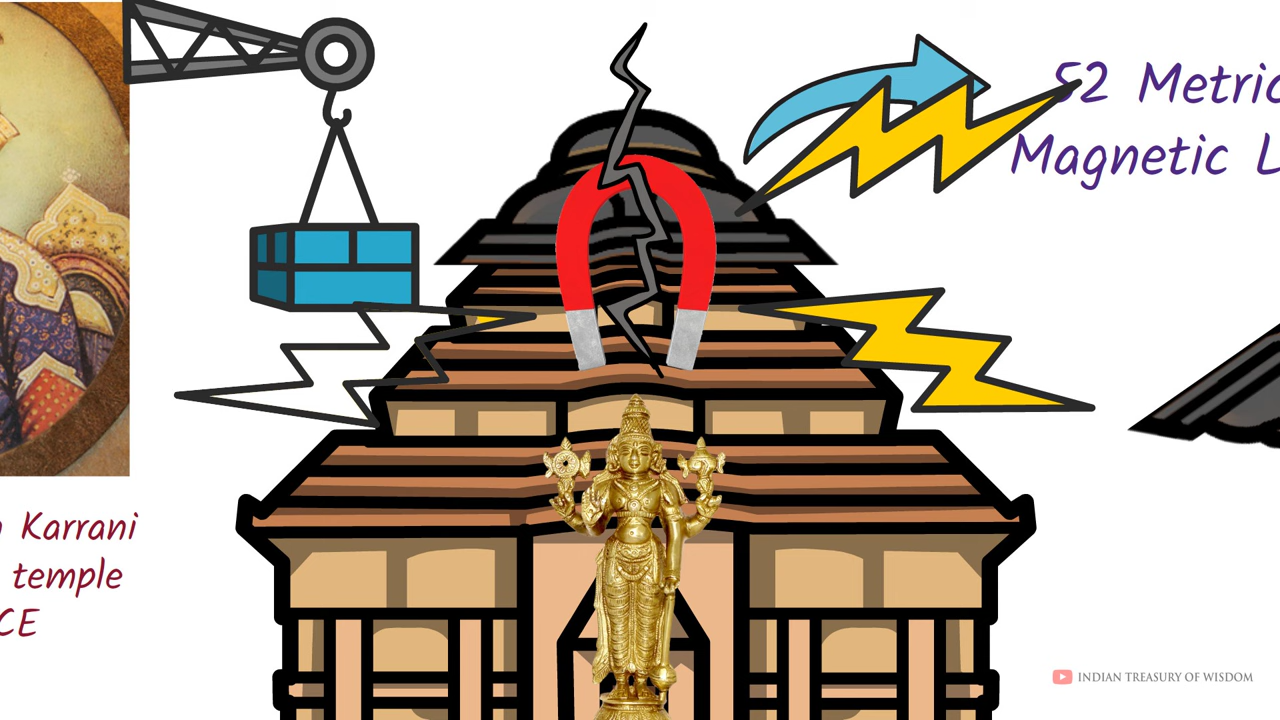 52 Metric
Magnetic L
Karrani
temple
CE
INDIAN TREASURY OF WISDOM